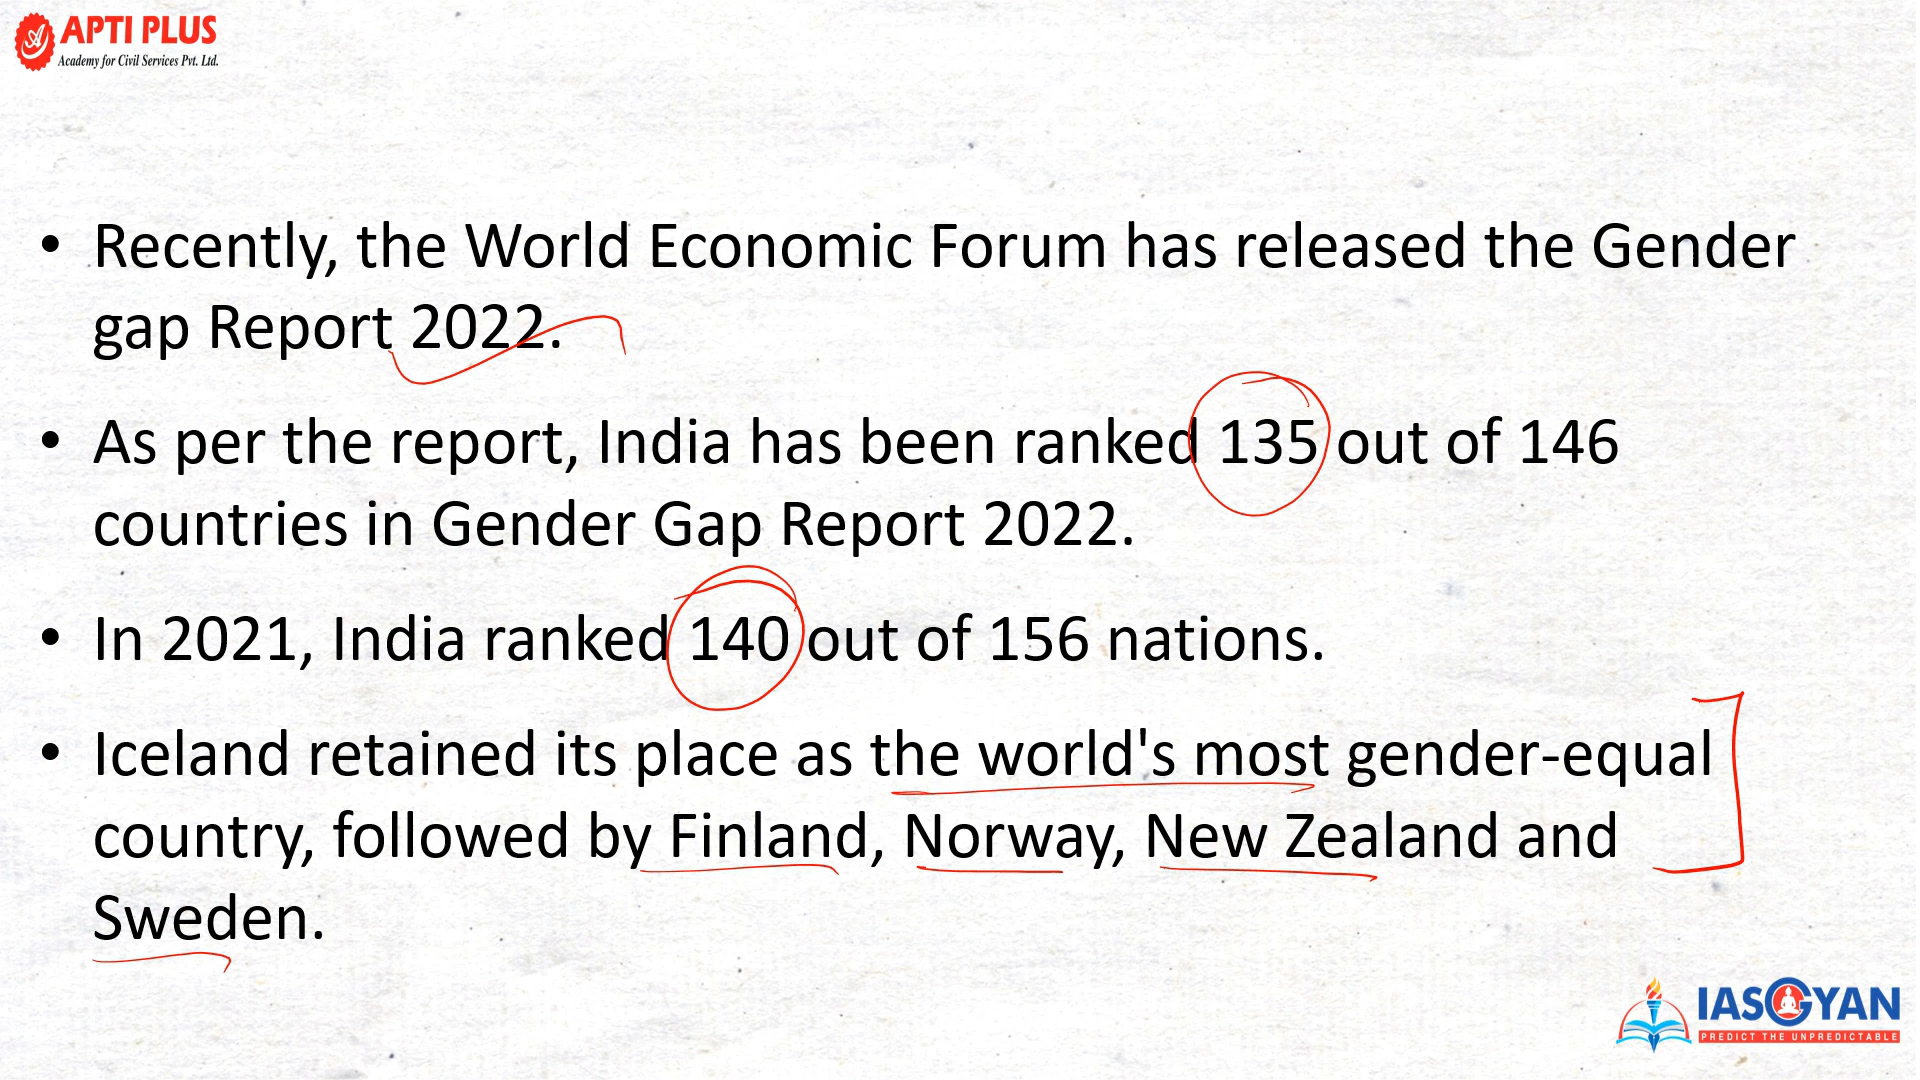 APTI PLUS
Academy for Civil Services Pvt. Ltd.
• Recently, the World Economic Forum has released the Gender
gap Report 2022.
• As per the report, India has been ranked 135 out of 146
countries in Gender Gap Report 2022.
• In 2021, India ranked 140 out of 156 nations.
• Iceland retained its place as the world's most gender-equal
country, followed by Finland, Norway, New Zealand and
Sweden.
IASGYAN
PREDICT THE UNPREDICTABLE